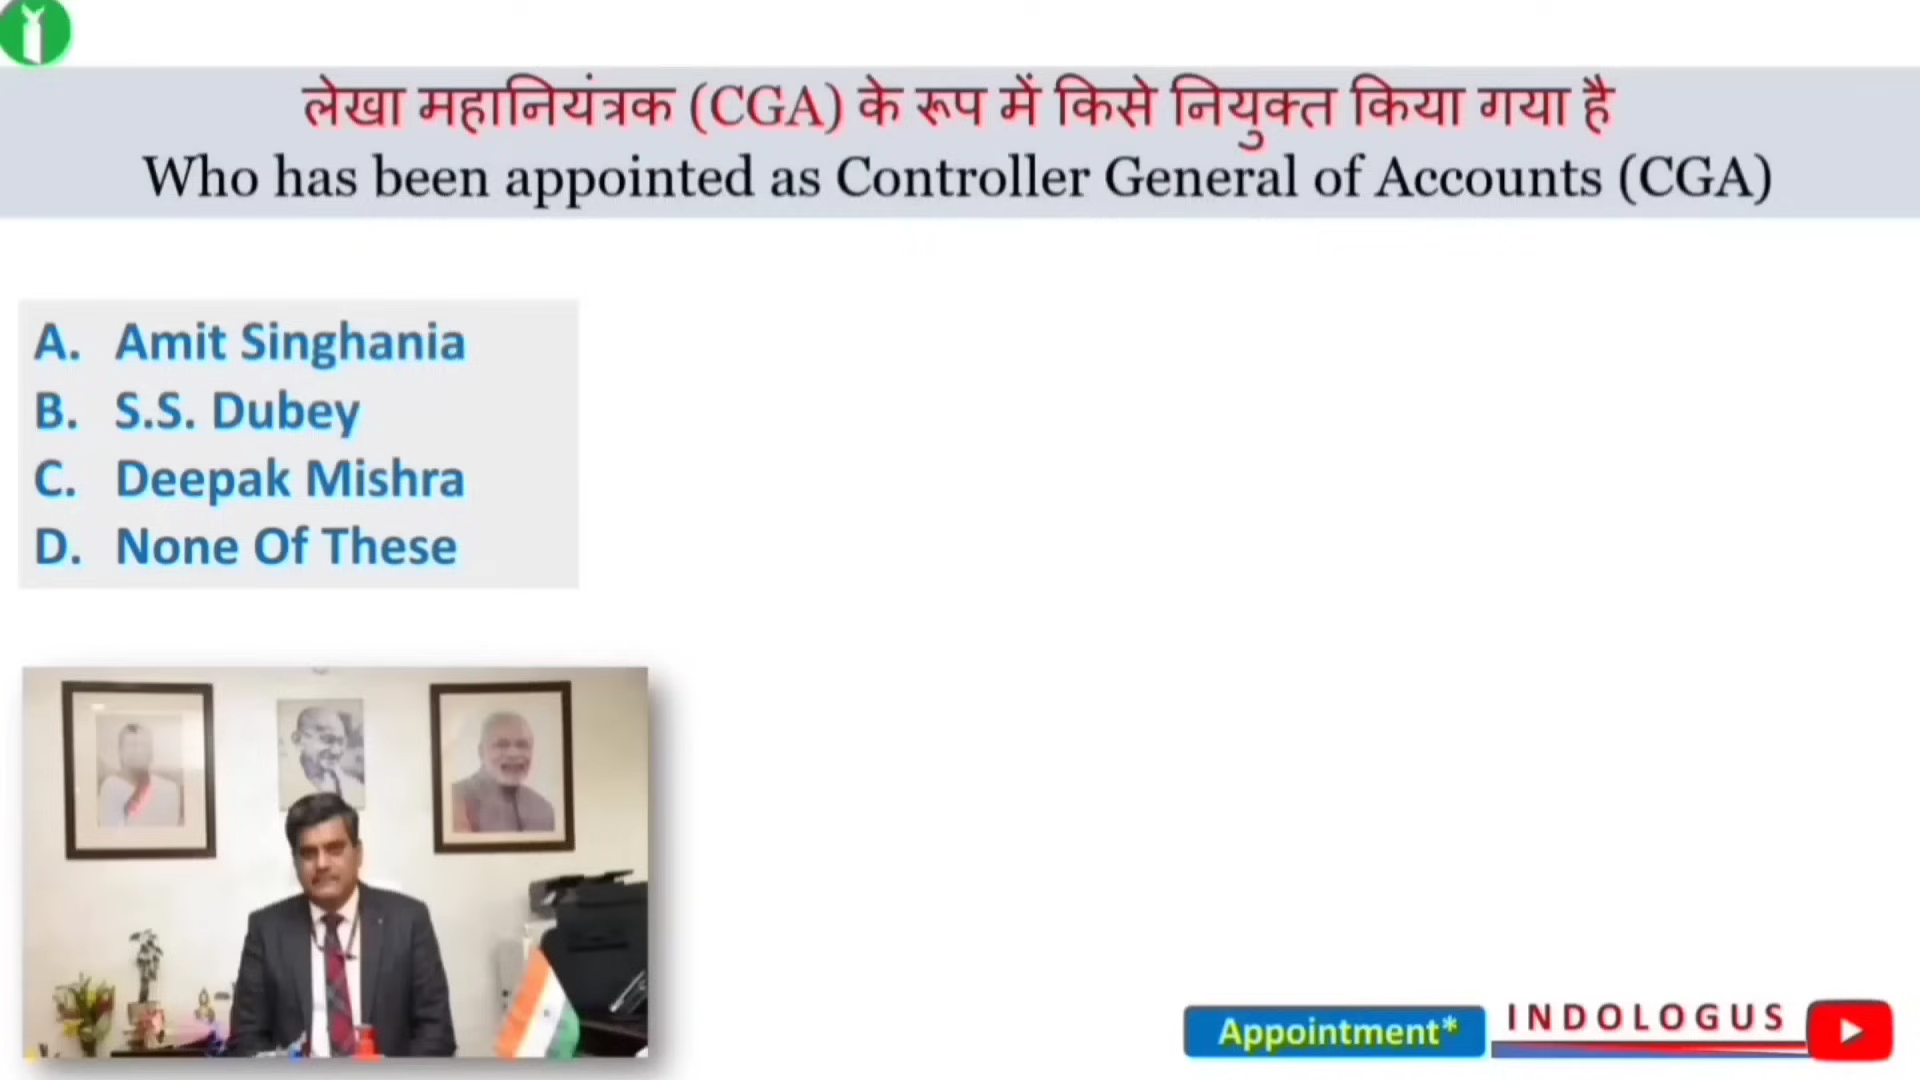 लेखा महानियंत्रक (CGA) के रूप में किसे नियुक्त किया गया है
Who has been appointed as Controller General of Accounts (CGA)
A. Amit Singhania
B. S.S. Dubey
C. Deepak Mishra
D. None Of These
Appointment*
INDOLOGUS